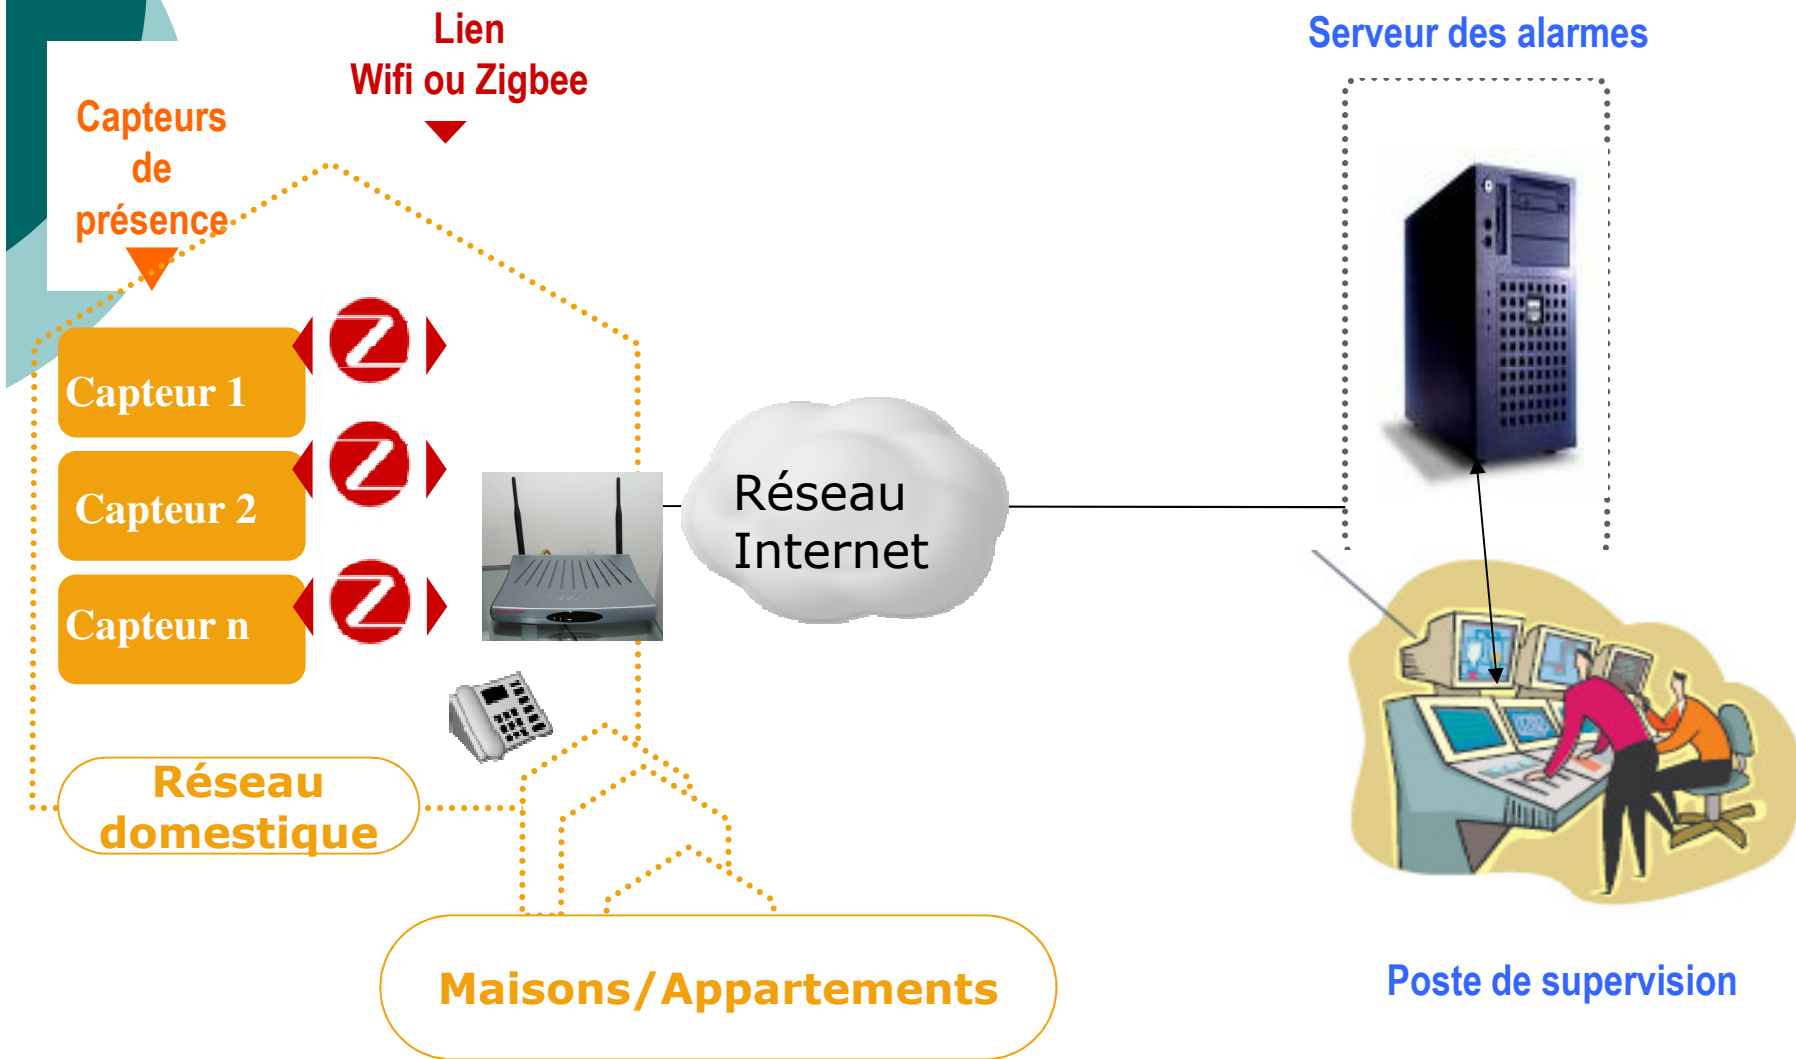 Lien
Wifi ou Zigbee
Serveur des alarmes
Capteurs
de
présence
Capteur 1
Capteur 2
Capteur n
Réseau
Internet
Réseau
domestique
Maisons/Appartements
Poste de supervision